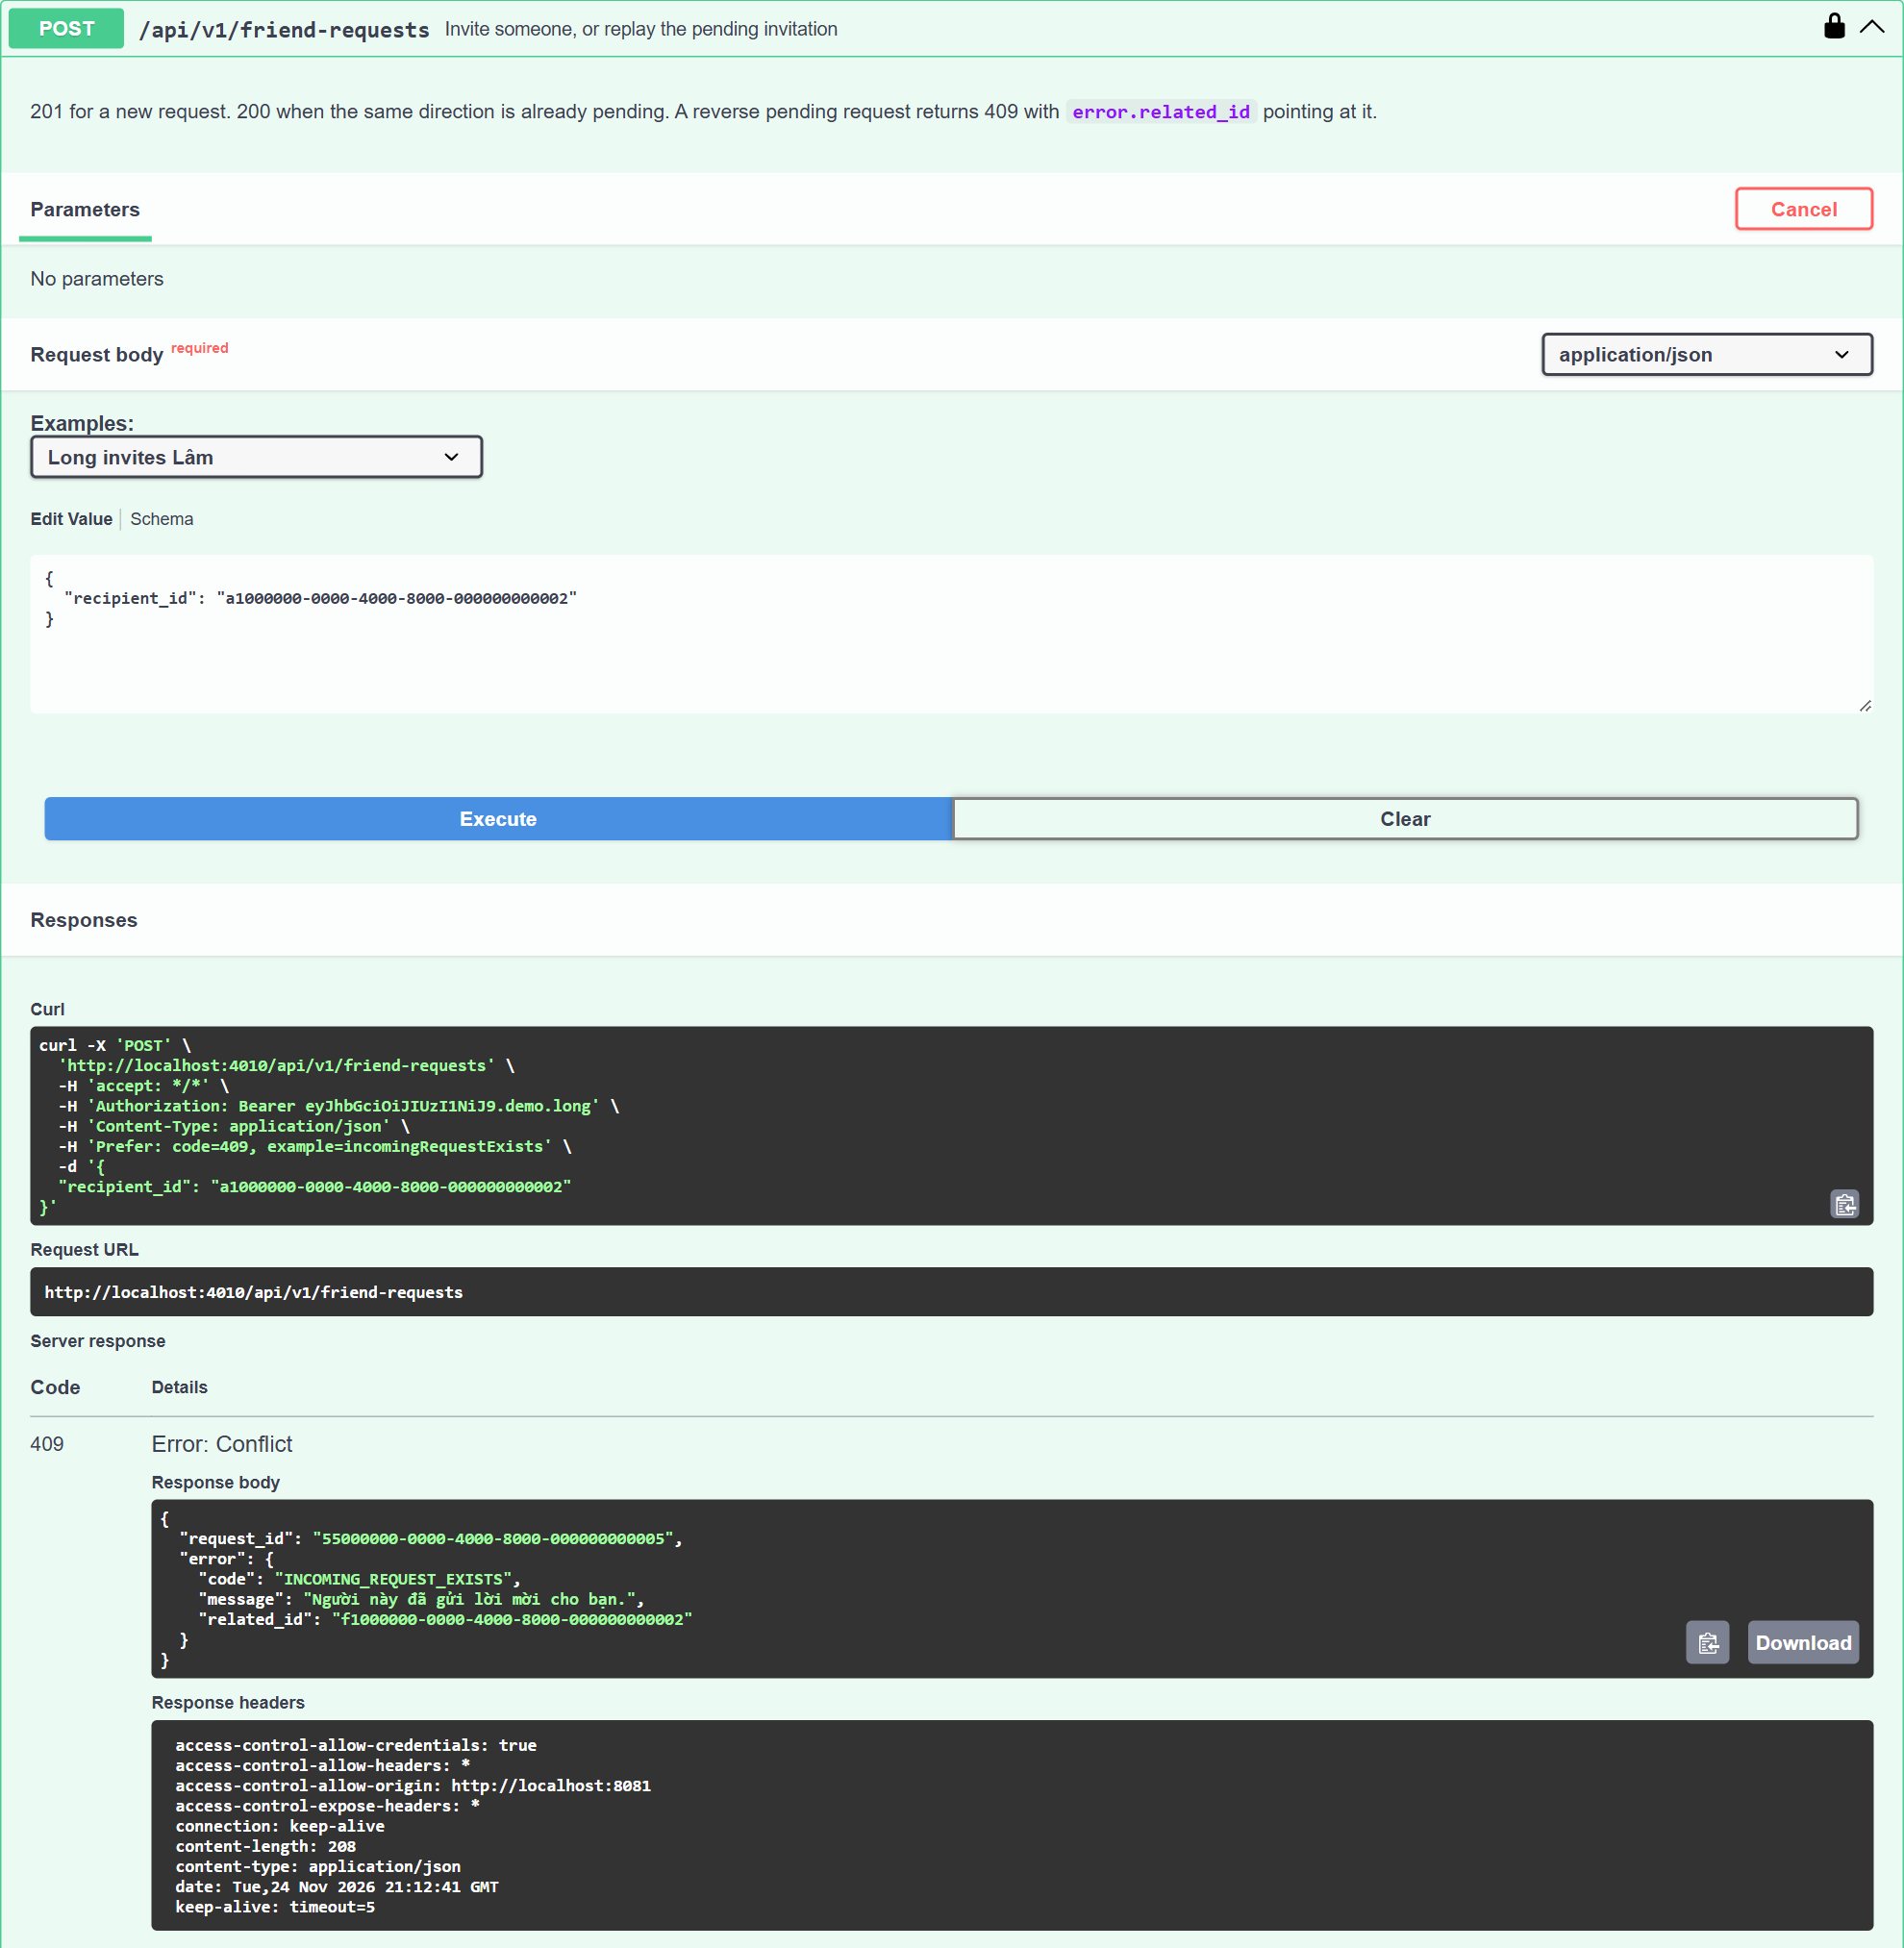 POST /api/v1/friend-requests Invite someone, or replay the pending invitation
201 for a new request. 200 when the same direction is already pending. A reverse pending request returns 409 with error.related_id pointing at it.
Parameters
Cancel
No parameters
Request body required
application/json
Examples:
Long invites Lâm
Edit Value Schema
{
  "recipient_id": "a1000000-0000-4000-8000-000000000002"
}
Execute
Clear
Responses
Curl
curl -X 'POST' \
  'http://localhost:4010/api/v1/friend-requests' \
  -H 'accept: */*' \
  -H 'Authorization: Bearer eyJhbGciOiJIUzI1NiJ9.demo.long' \
  -H 'Content-Type: application/json' \
  -H 'Prefer: code=409, example=incomingRequestExists' \
  -d '{
  "recipient_id": "a1000000-0000-4000-8000-000000000002"
}'
Request URL
http://localhost:4010/api/v1/friend-requests
Server response
Code Details
409 Error: Conflict
Response body
{
  "request_id": "55000000-0000-4000-8000-000000000005",
  "error": {
    "code": "INCOMING_REQUEST_EXISTS",
    "message": "Người này đã gửi lời mời cho bạn.",
    "related_id": "f1000000-0000-4000-8000-000000000002"
  }
}
Download
Response headers
access-control-allow-credentials: true
access-control-allow-headers: *
access-control-allow-origin: http://localhost:8081
access-control-expose-headers: *
connection: keep-alive
content-length: 208
content-type: application/json
date: Tue,24 Nov 2026 21:12:41 GMT
keep-alive: timeout=5